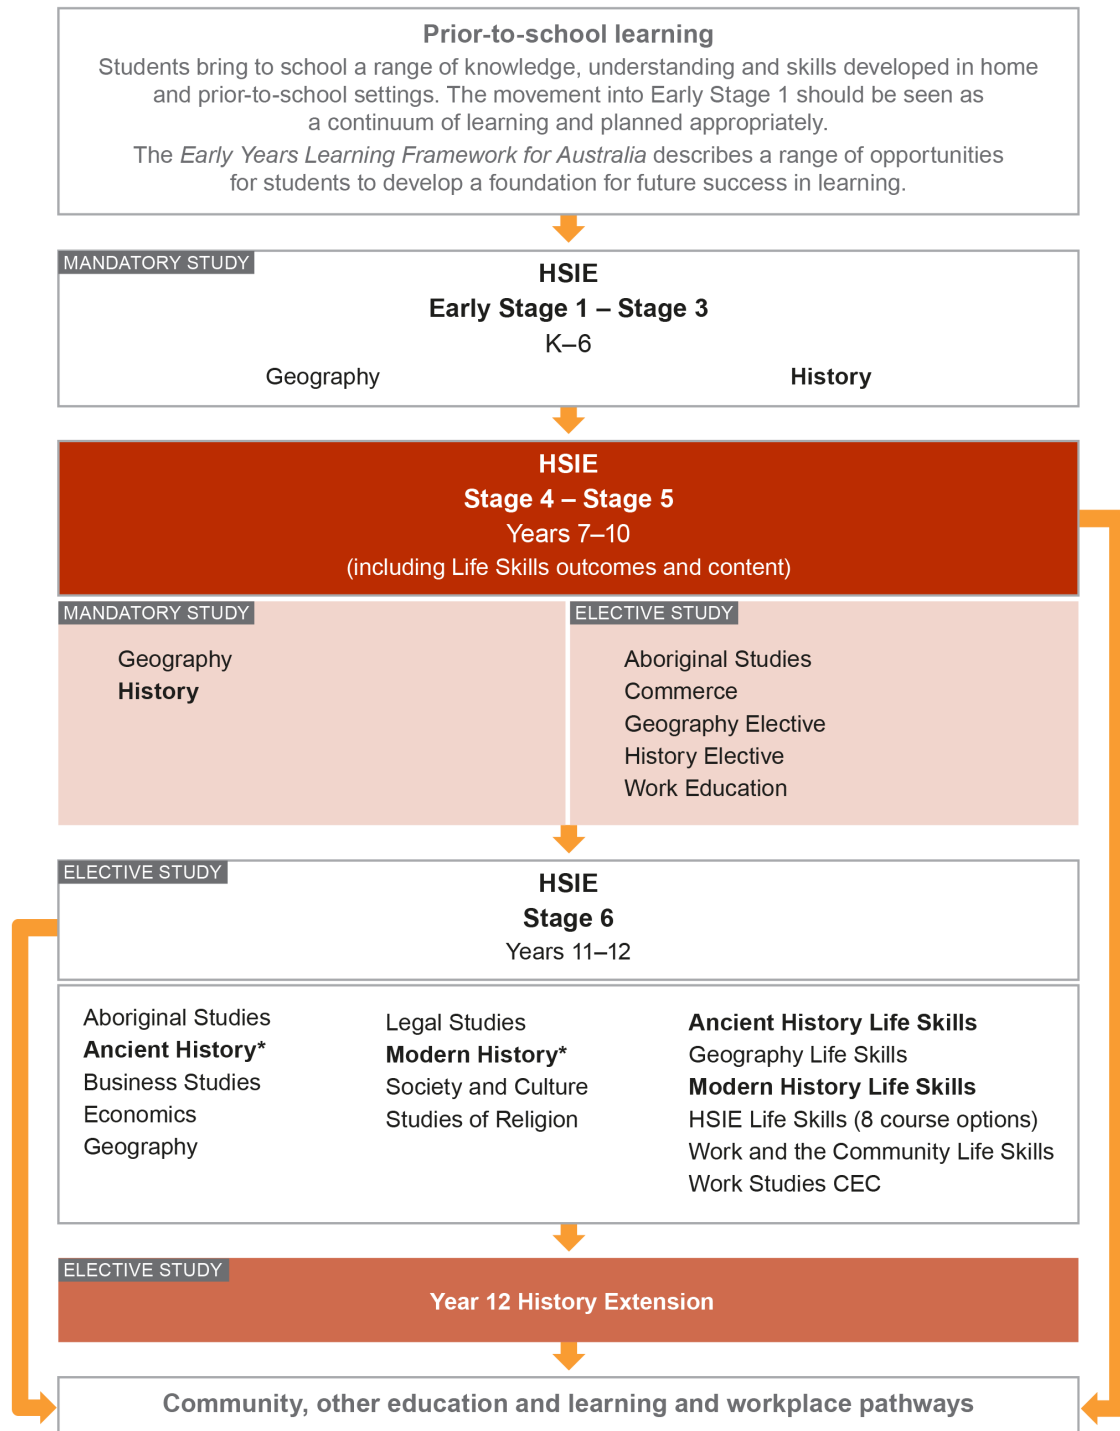 Prior-to-school learning
Students bring to school a range of knowledge, understanding and skills developed in home
and prior-to-school settings. The movement into Early Stage 1 should be seen as
a continuum of learning and planned appropriately.
The Early Years Learning Framework for Australia describes a range of opportunities
for students to develop a foundation for future success in learning.
MANDATORY STUDY
HSIE
Early Stage 1 – Stage 3
K–6
Geography
History
HSIE
Stage 4 – Stage 5
Years 7–10
(including Life Skills outcomes and content)
MANDATORY STUDY
Geography
History
ELECTIVE STUDY
Aboriginal Studies
Commerce
Geography Elective
History Elective
Work Education
ELECTIVE STUDY
HSIE
Stage 6
Years 11–12
Aboriginal Studies
Ancient History*
Business Studies
Economics
Geography
Legal Studies
Modern History*
Society and Culture
Studies of Religion
Ancient History Life Skills
Geography Life Skills
Modern History Life Skills
HSIE Life Skills (8 course options)
Work and the Community Life Skills
Work Studies CEC
ELECTIVE STUDY
Year 12 History Extension
Community, other education and learning and workplace pathways